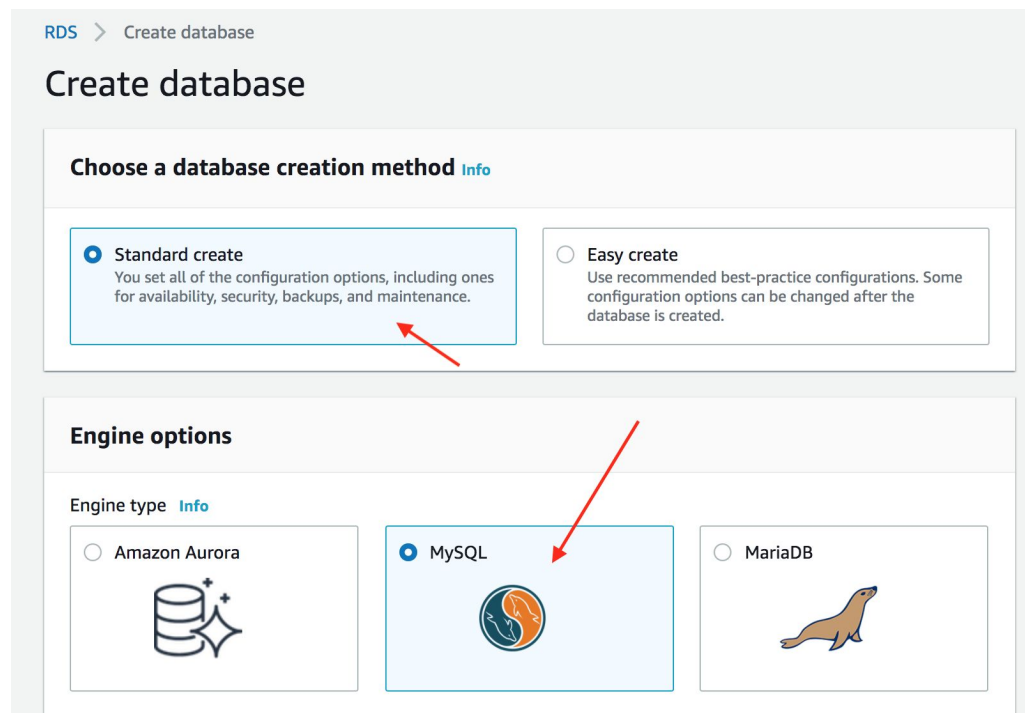 RDS > Create database
Create database
Choose a database creation method Info
Standard create
You set all of the configuration options, including ones
for availability, security, backups, and maintenance.
Easy create
Use recommended best-practice configurations. Some
configuration options can be changed after the
database is created.
Engine options
Engine type Info
Amazon Aurora
MySQL
MariaDB